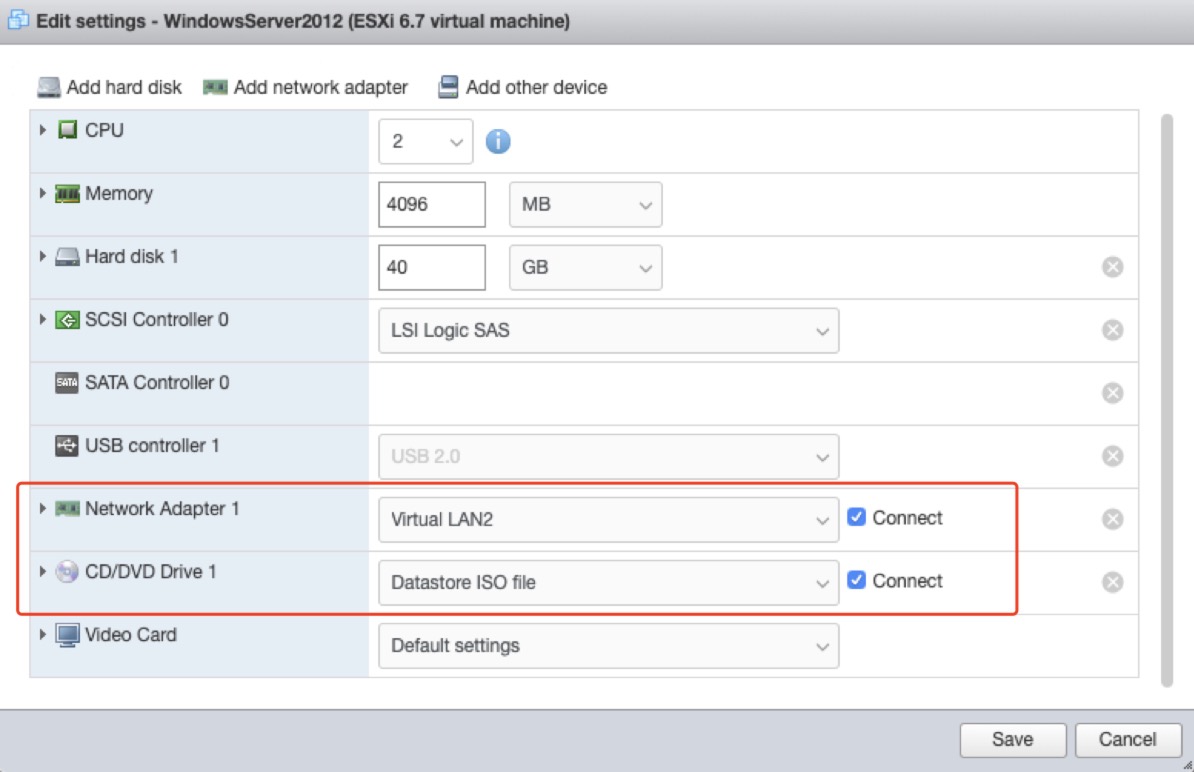 Edit settings - WindowsServer2012 (ESXi 6.7 virtual machine)
Add hard disk Add network adapter Add other device
CPU 2
Memory 4096 MB
Hard disk 1 40 GB
SCSI Controller 0 LSI Logic SAS
SATA SATA Controller 0
USB controller 1 USB 2.0
Network Adapter 1 Virtual LAN2 Connect
CD/DVD Drive 1 Datastore ISO file Connect
Video Card Default settings
Save Cancel